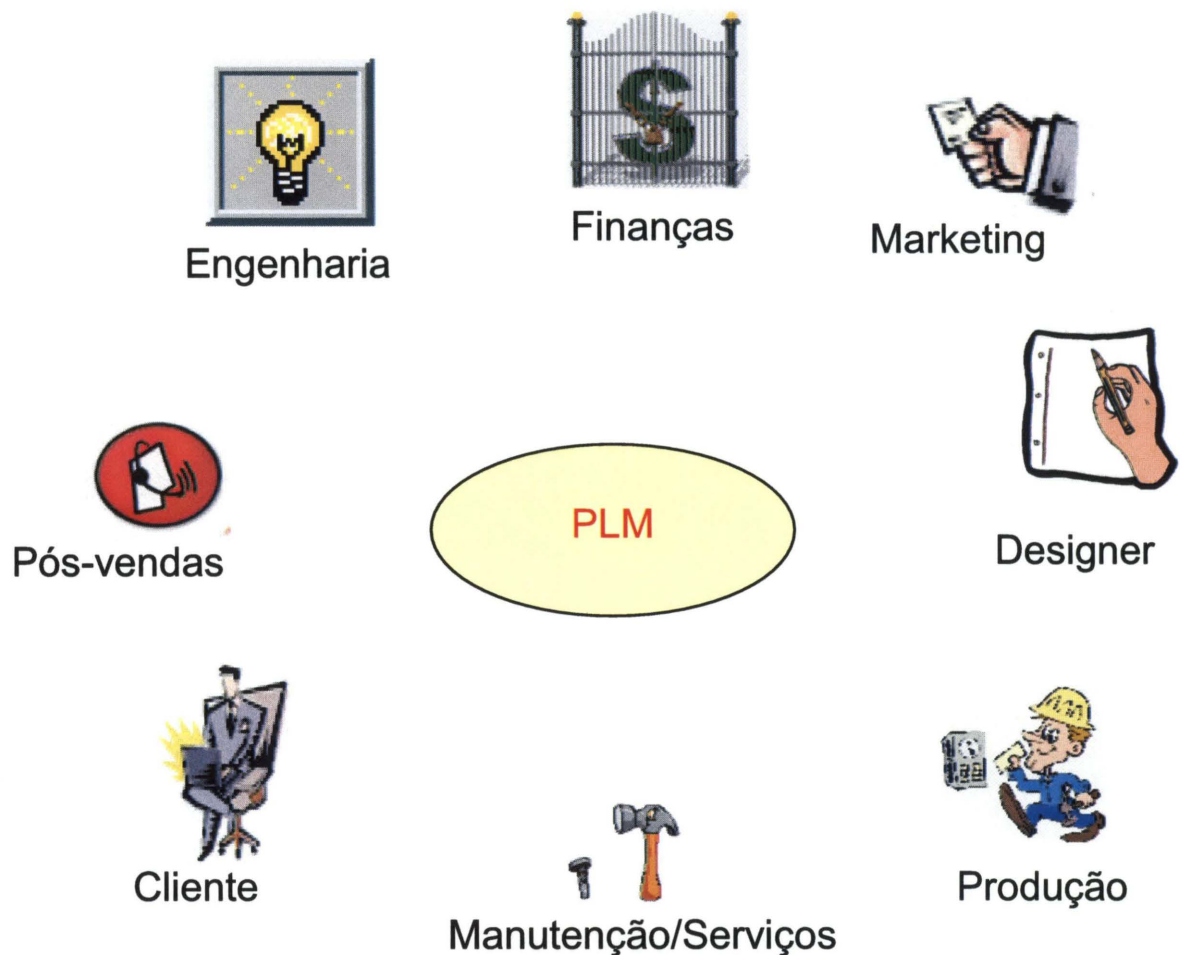 Finanças
Marketing
Engenharia
PLM
Designer
Pós-vendas
Cliente
Produção
Manutenção/Serviços